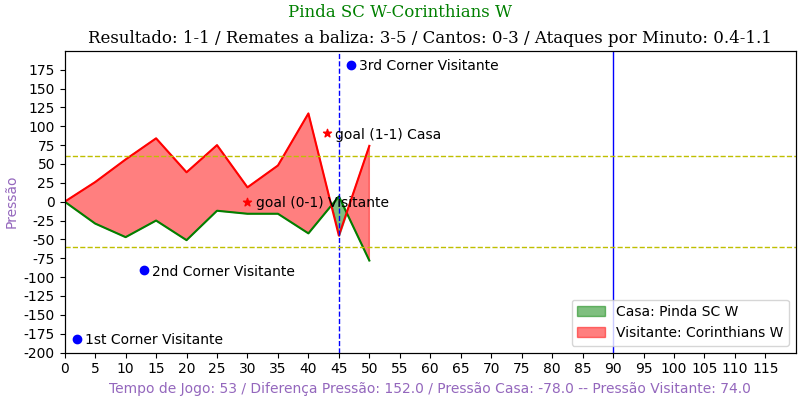 Pinda SC W-Corinthians W
Resultado: 1-1 / Remates a baliza: 3-5 / Cantos: 0-3 / Ataques por Minuto: 0.4-1.1
175
150
125
100
75
50
25
0
-25
-50
-75
-100
-125
-150
-175
-200
Pressão
3rd Corner Visitante
goal (1-1) Casa
goal (0-1) Visitante
2nd Corner Visitante
1st Corner Visitante
Casa: Pinda SC W
Visitante: Corinthians W
0 5 10 15 20 25 30 35 40 45 50 55 60 65 70 75 80 85 90 95 100 105 110 115
Tempo de Jogo: 53 / Diferença Pressão: 152.0 / Pressão Casa: -78.0 -- Pressão Visitante: 74.0